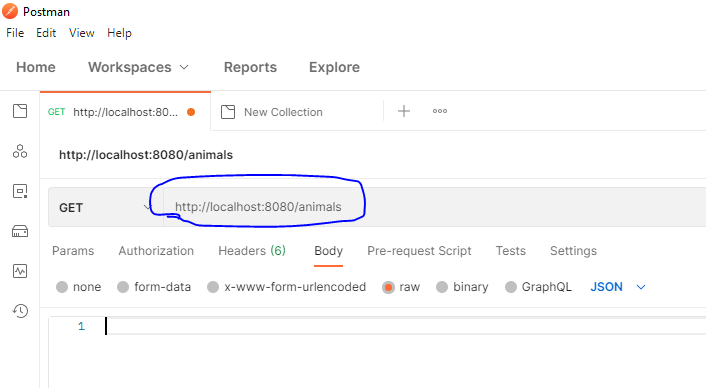 Postman
File Edit View Help
Home Workspaces Reports Explore
GET http://localhost:80... New Collection
http://localhost:8080/animals
GET http://localhost:8080/animals
Params Authorization Headers (6) Body Pre-request Script Tests Settings
none form-data x-www-form-urlencoded raw binary GraphQL JSON
1